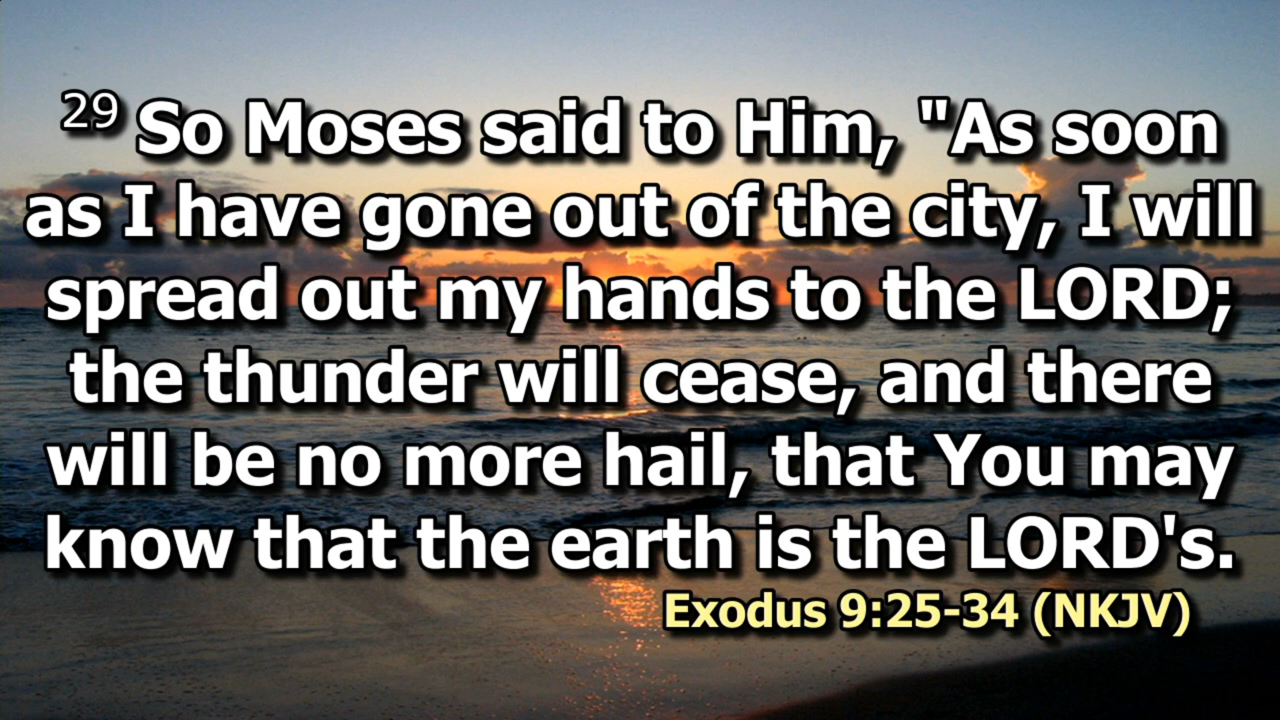 29 So Moses said to Him, "As soon
as I have gone out of the city, I will
spread out my hands to the LORD;
the thunder will cease, and there
will be no more hail, that You may
know that the earth is the LORD's.
Exodus 9:25-34 (NKJV)